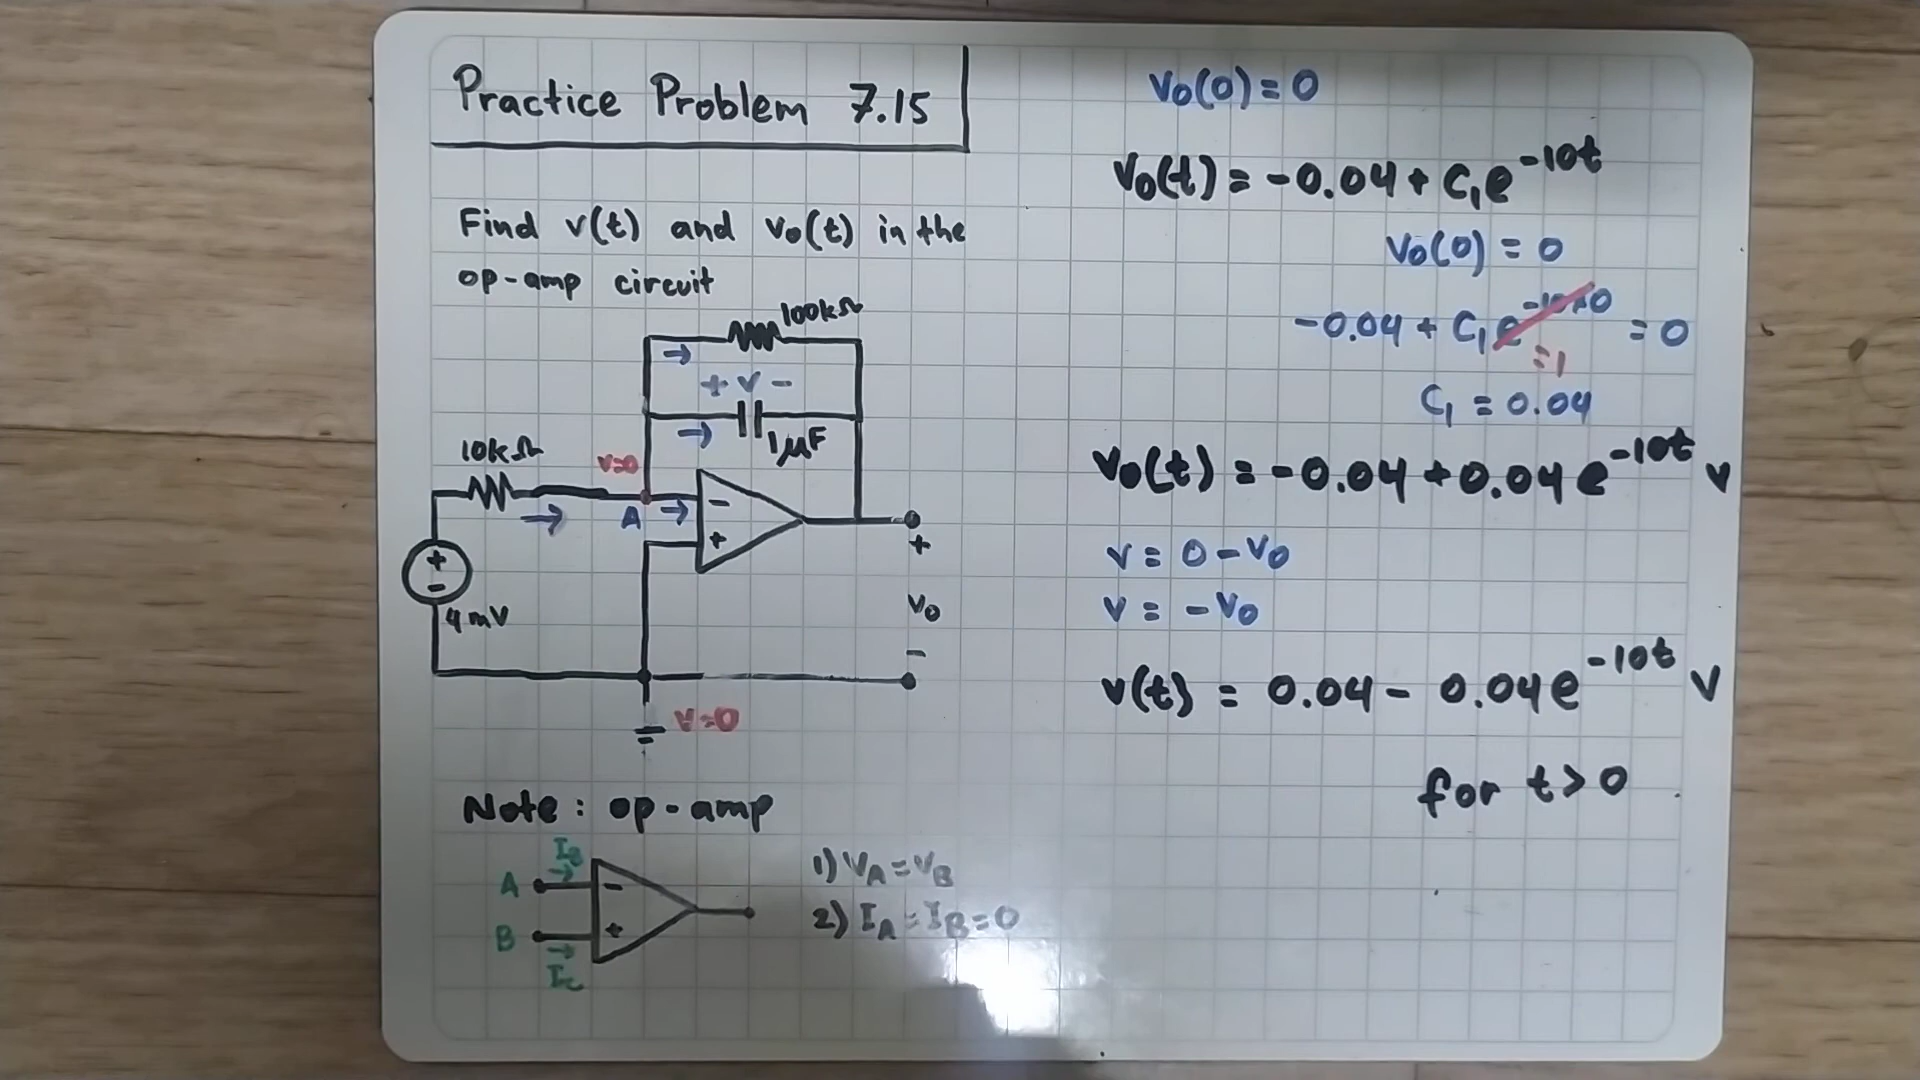 Practice Problem 7.15
Find v(t) and vo(t) in the
op-amp circuit
100kΩ
+ v -
1μF
10kΩ
v=0
A
-
+
+
-
4mV
+
Vo
-
v=0
Note: op-amp
IB
A
-
B
+
IC
1) VA=VB
2) IA=IB=0
Vo(0)=0
Vo(t)=-0.04+C₁e^-10t
Vo(0)=0
-0.04+C₁e^-10×0=0
=1
C₁=0.04
Vo(t)=-0.04+0.04e^-10t V
v=0-Vo
v=-Vo
v(t)=0.04-0.04e^-10t V
for t>0